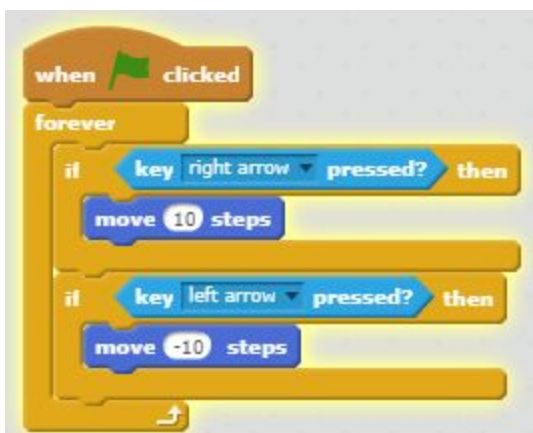 when clicked
forever
if key right arrow pressed? then
move 10 steps
if key left arrow pressed? then
move -10 steps